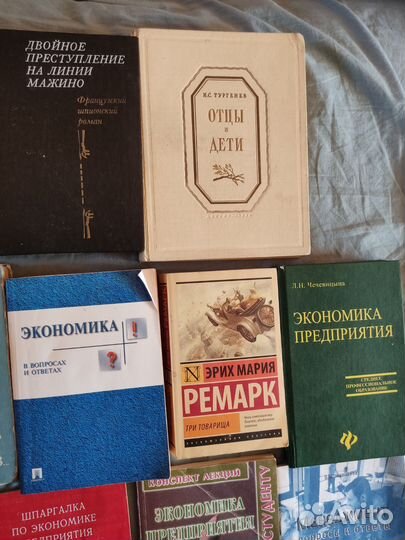 ДВОЙНОЕ
ПРЕСТУПЛЕНИЕ
НА ЛИНИИ
МАЖИНО
Французский
шпионский
роман
И.С. ТУРГЕНЕВ
ОТЦЫ
И
ДЕТИ
ЭКОНОМИКА
В ВОПРОСАХ
И ОТВЕТАХ
ЭРИХ МАРИЯ
РЕМАРК
ТРИ ТОВАРИЩА
Л.Н. Чечевицына
ЭКОНОМИКА
ПРЕДПРИЯТИЯ
СРЕДНЕЕ
ПРОФЕССИОНАЛЬНОЕ
ОБРАЗОВАНИЕ
ШПАРГАЛКА
ПО ЭКОНОМИКЕ
КОНСПЕКТ ЛЕКЦИЙ
ЭКОНОМИКА
ПРЕДПРИЯТИЯ
СТУДЕНТУ
Avito